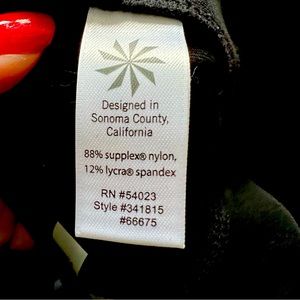 Designed in
Sonoma County,
California
88% supplex® nylon,
12% lycra® spandex
RN #54023
Style #341815
#66675